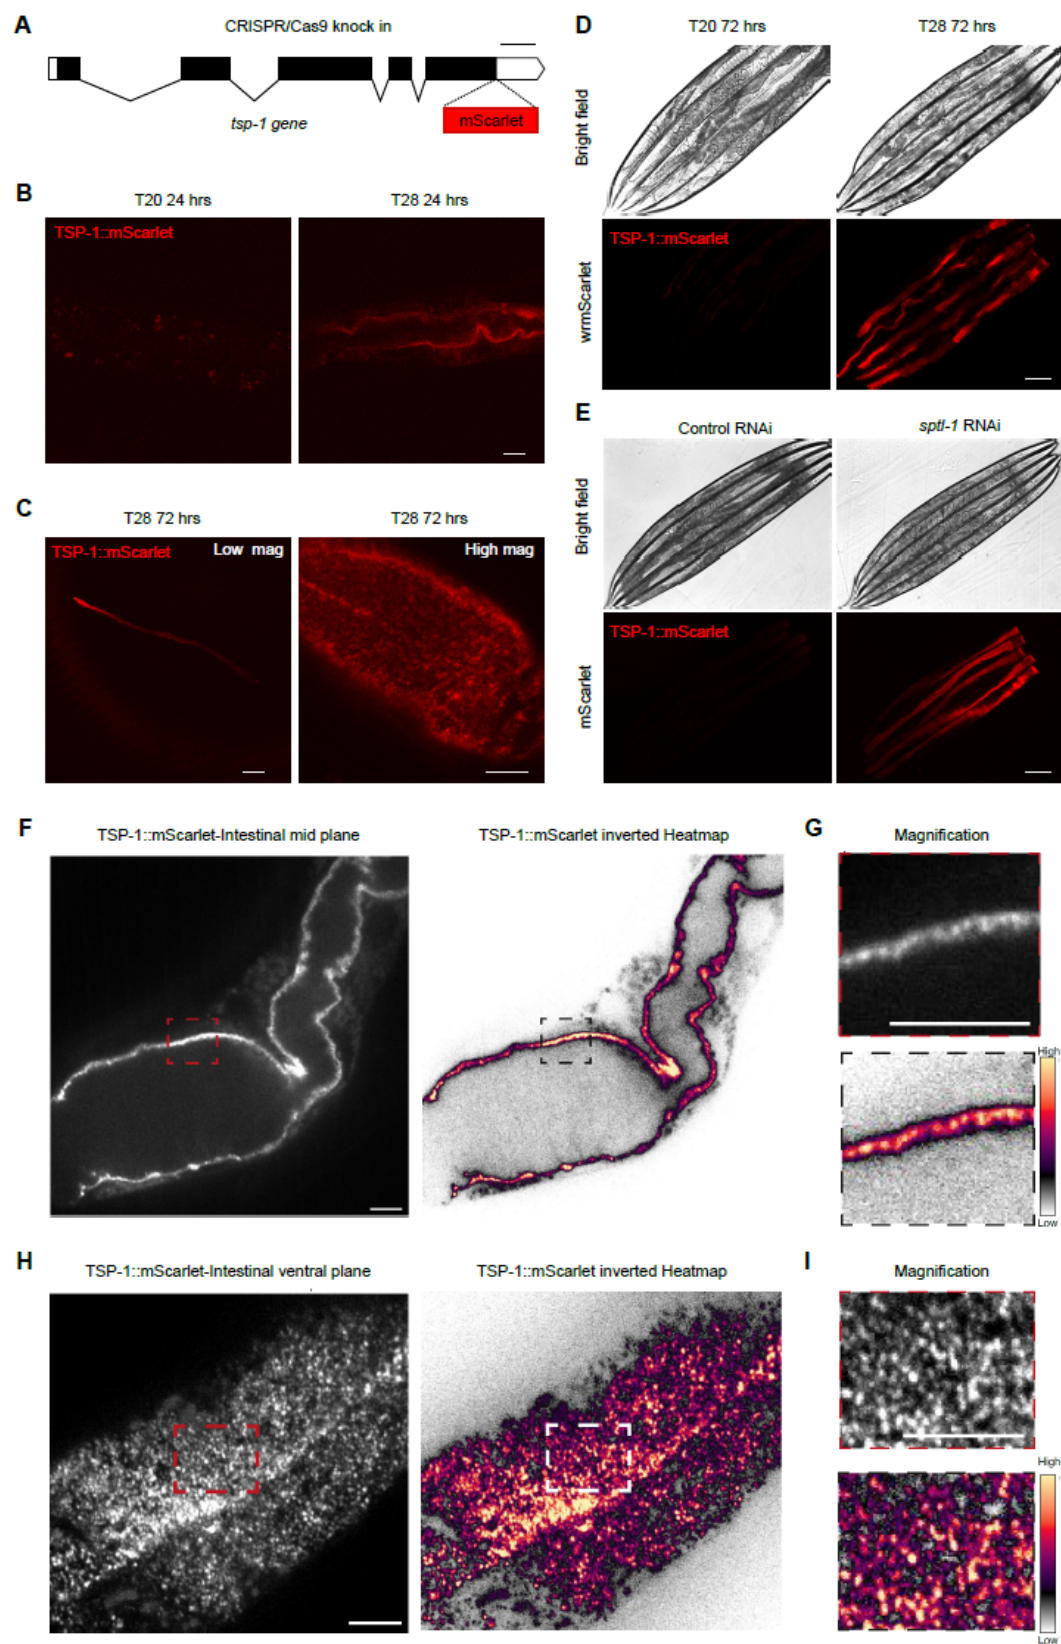 A
CRISPR/Cas9 knock in
tsp-1 gene
mScarlet
B
T20 24 hrs
T28 24 hrs
TSP-1::mScarlet
C
T28 72 hrs
T28 72 hrs
TSP-1::mScarlet
Low mag
High mag
D
T20 72 hrs
T28 72 hrs
Bright field
TSP-1::mScarlet
wrmScarlet
E
Control RNAi
sptl-1 RNAi
Bright field
TSP-1::mScarlet
mScarlet
F
TSP-1::mScarlet-Intestinal mid plane
TSP-1::mScarlet inverted Heatmap
G
Magnification
High
Low
H
TSP-1::mScarlet-Intestinal ventral plane
TSP-1::mScarlet inverted Heatmap
I
Magnification
High
Low